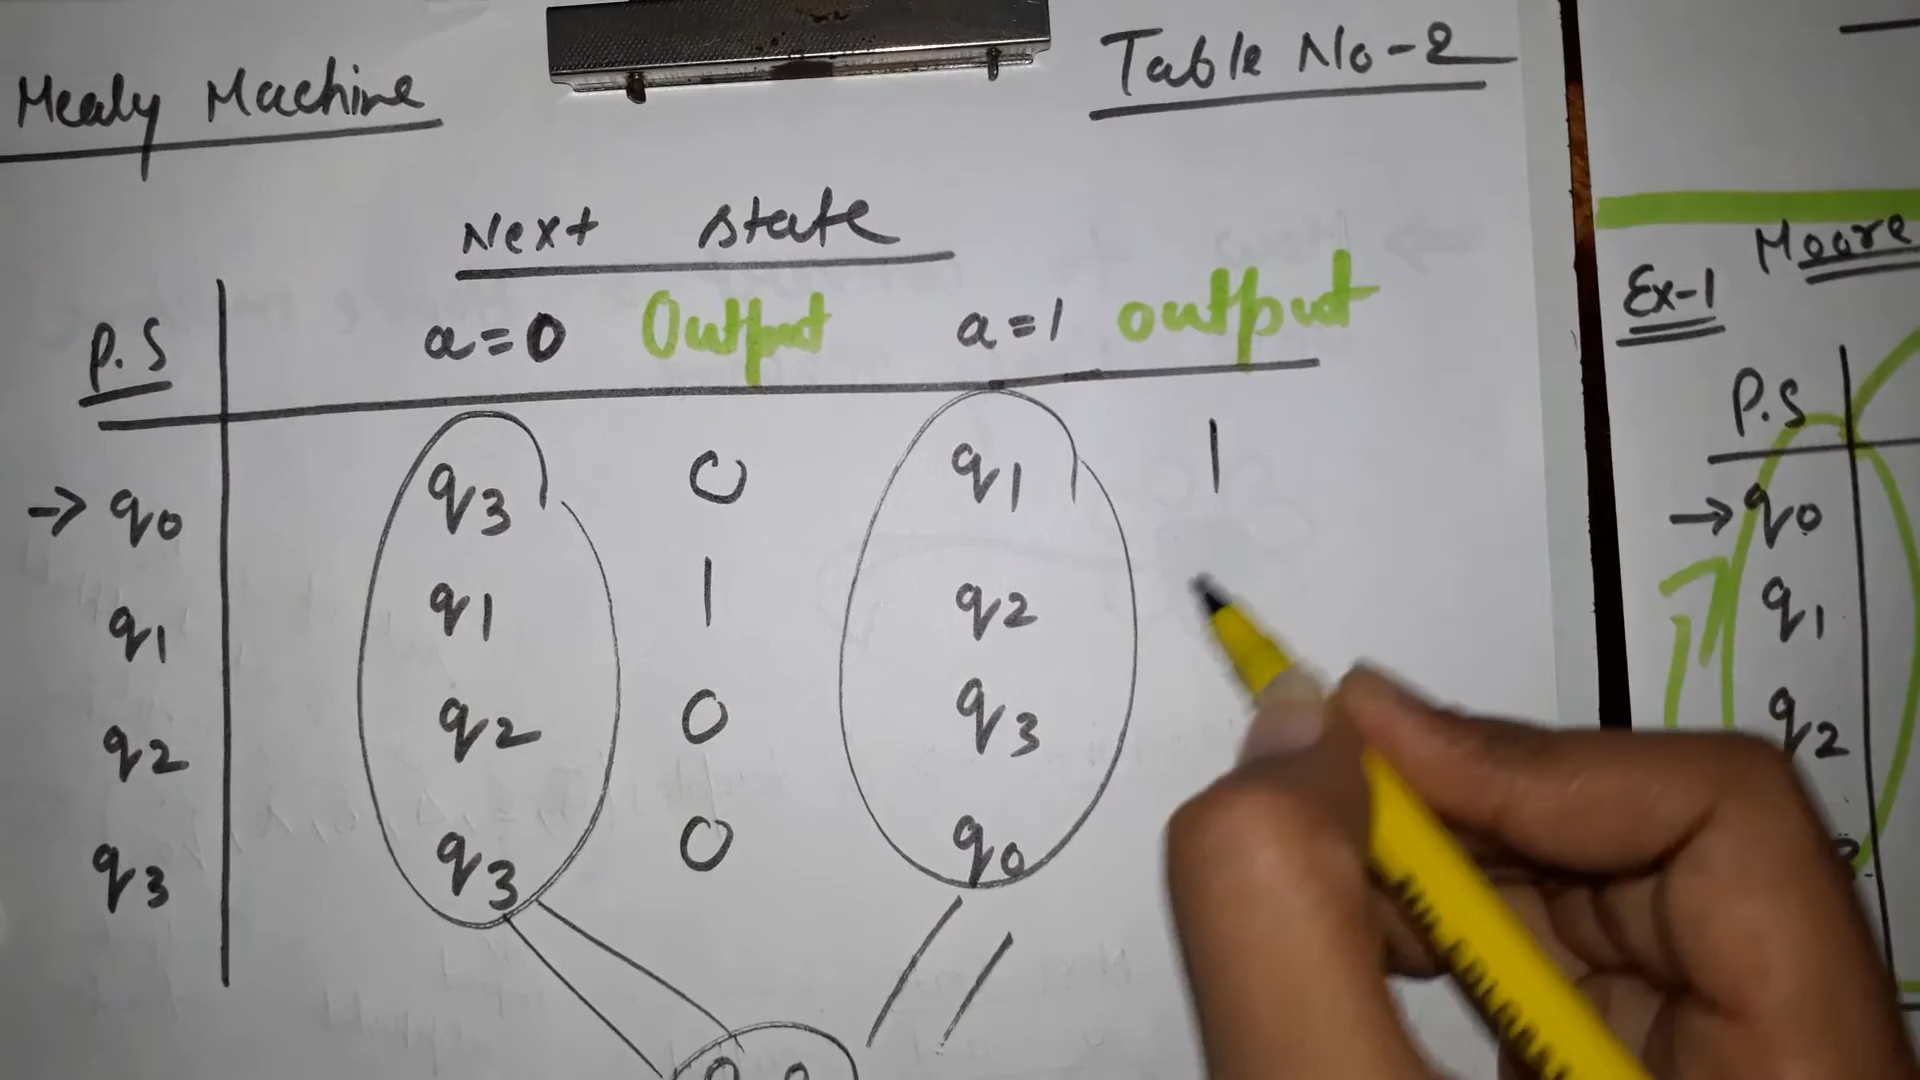 Mealy Machine
Table No-2
Next state
P.S a=0 Output a=1 output
→ q0 q3 0 q1 1
q1 q1 1 q2
q2 q2 0 q3
q3 q3 0 q0
Moore
Ex-1
P.S
→ q0
q1
q2